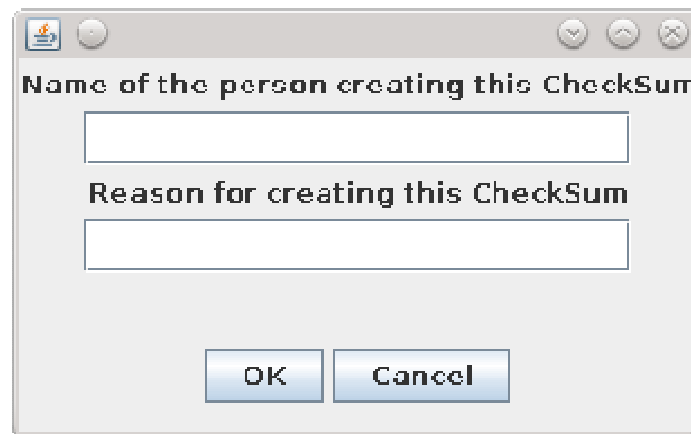 Name of the person creating this CheckSum
Reason for creating this CheckSum
OK
Cancel